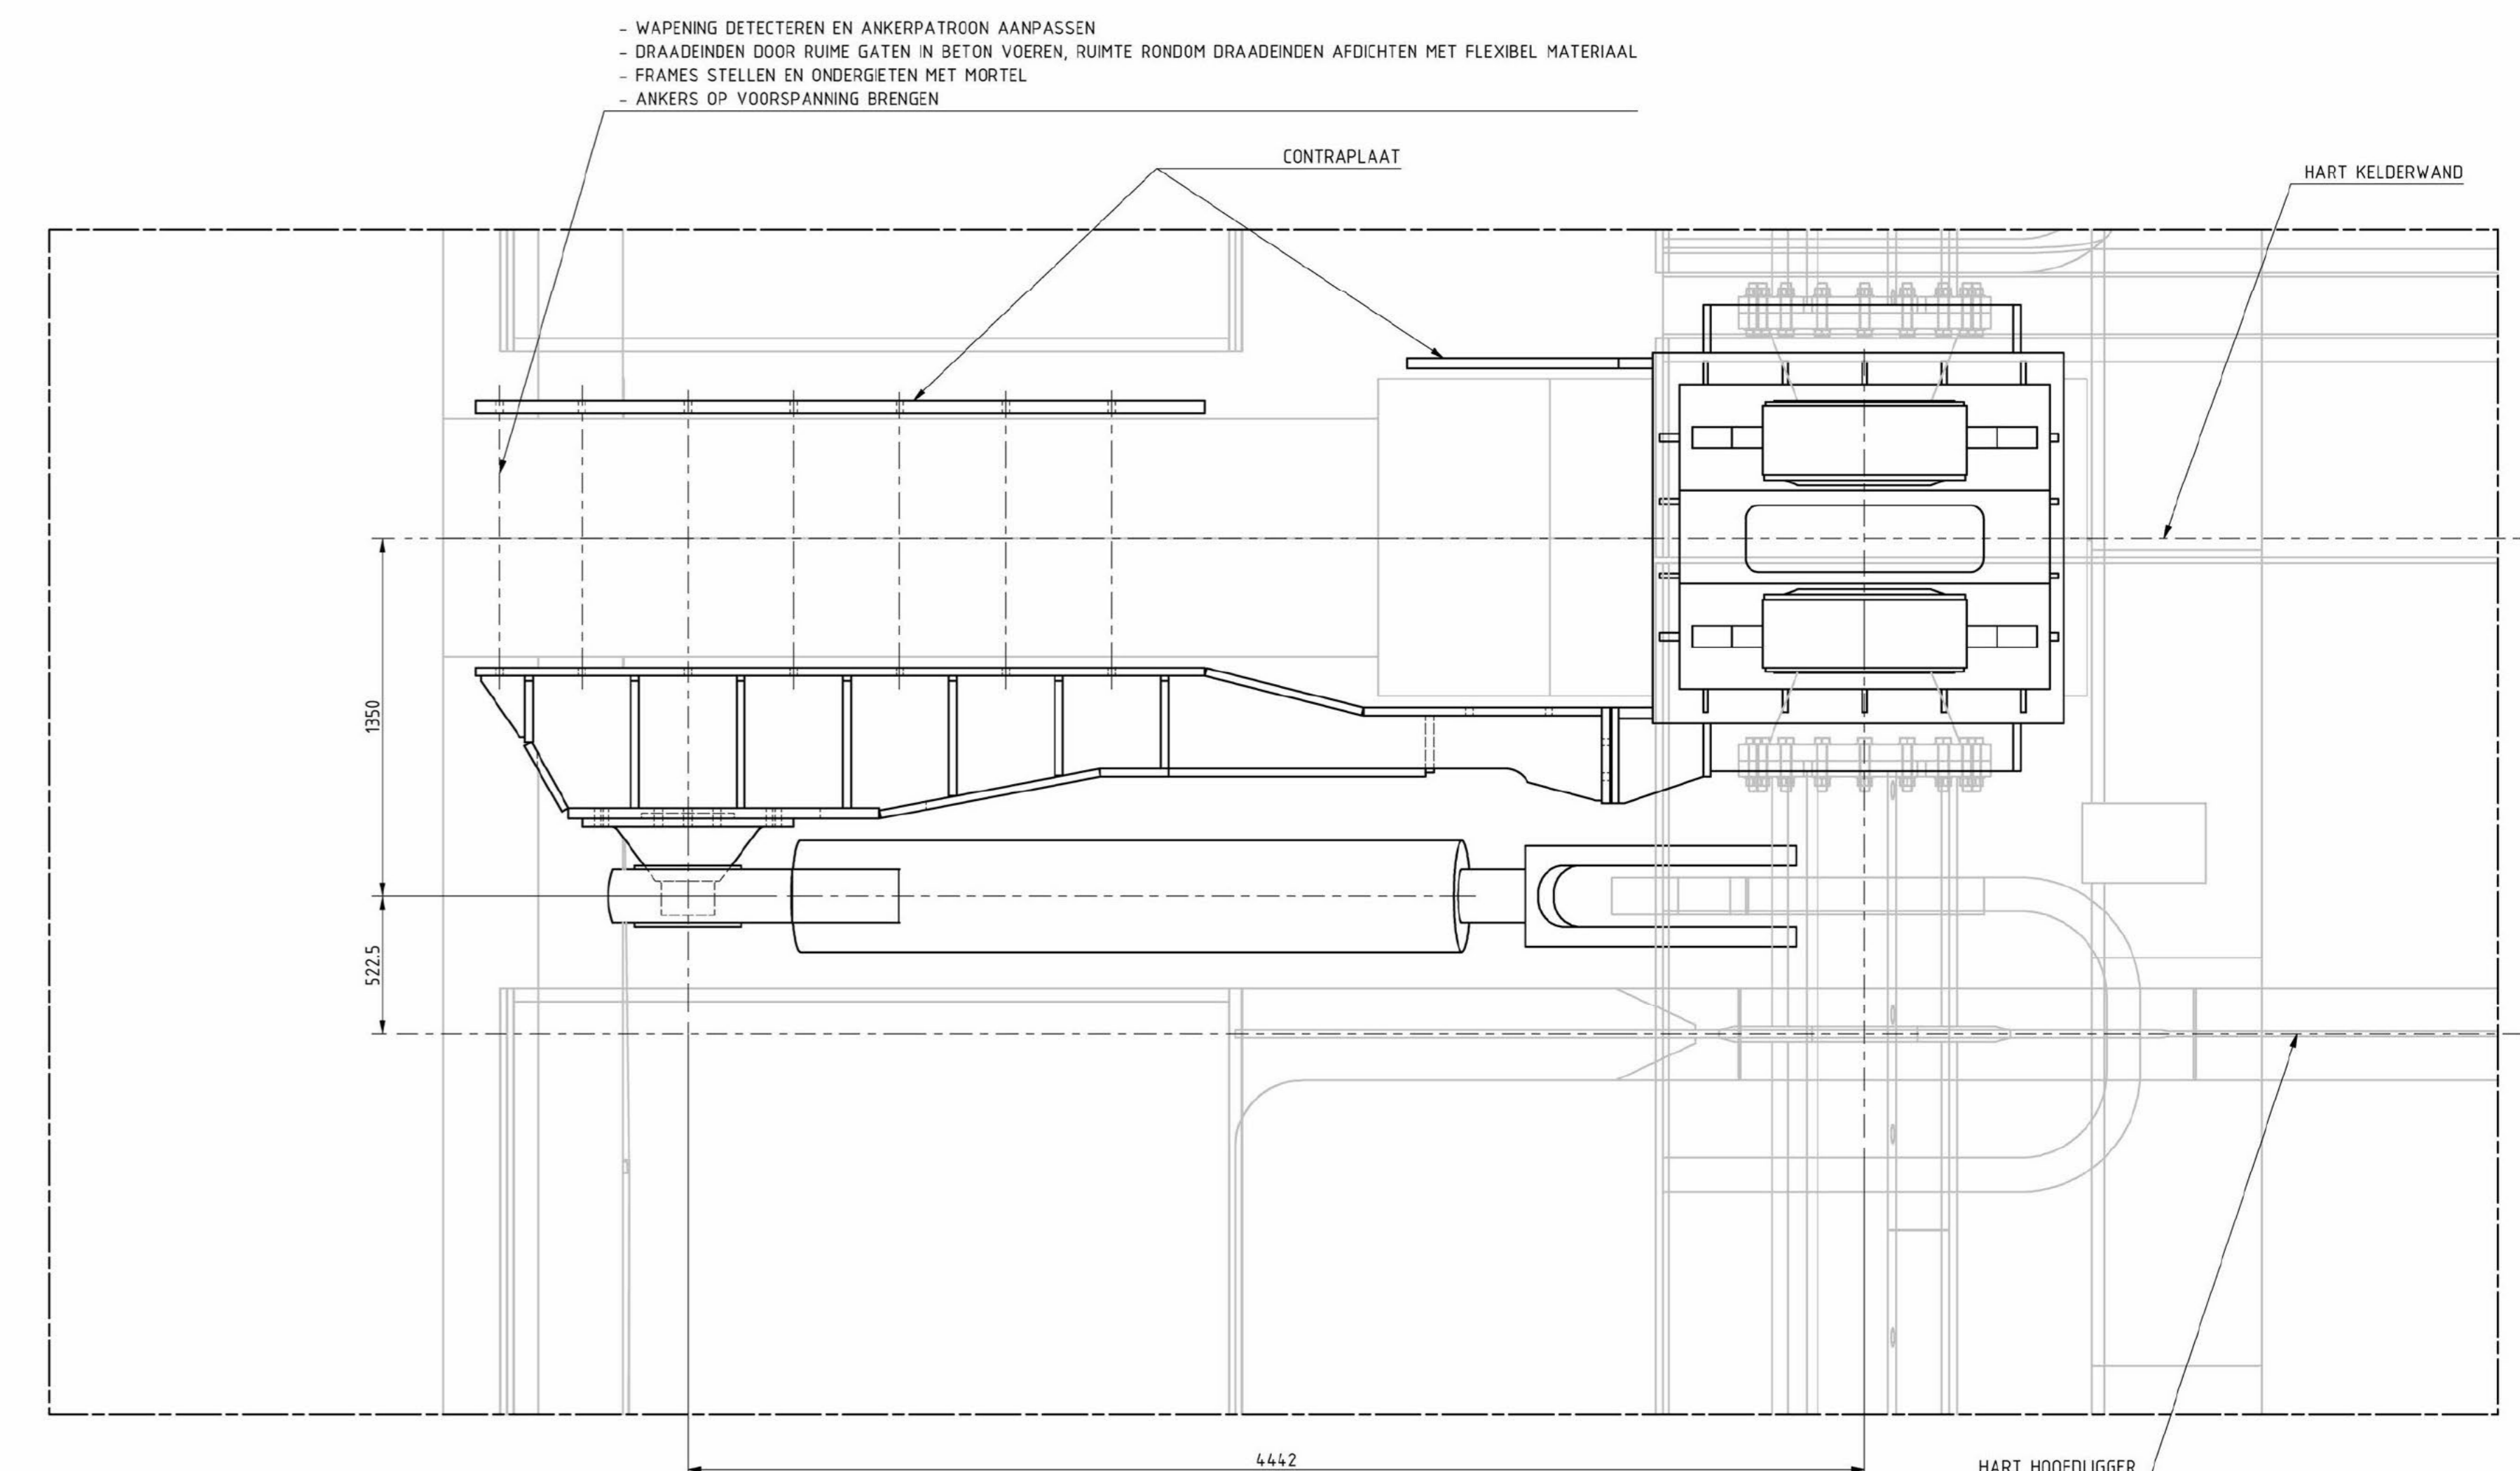 - WAPENING DETECTEREN EN ANKERPATROON AANPASSEN
- DRAADEINDEN DOOR RUIME GATEN IN BETON VOEREN, RUIMTE RONDOM DRAADEINDEN AFDICHTEN MET FLEXIBEL MATERIAAL
- FRAMES STELLEN EN ONDERGIETEN MET MORTEL
- ANKERS OP VOORSPANNING BRENGEN
CONTRAPLAAT
HART KELDERWAND
1350
522.5
4442
HART HOOFDLIGGER